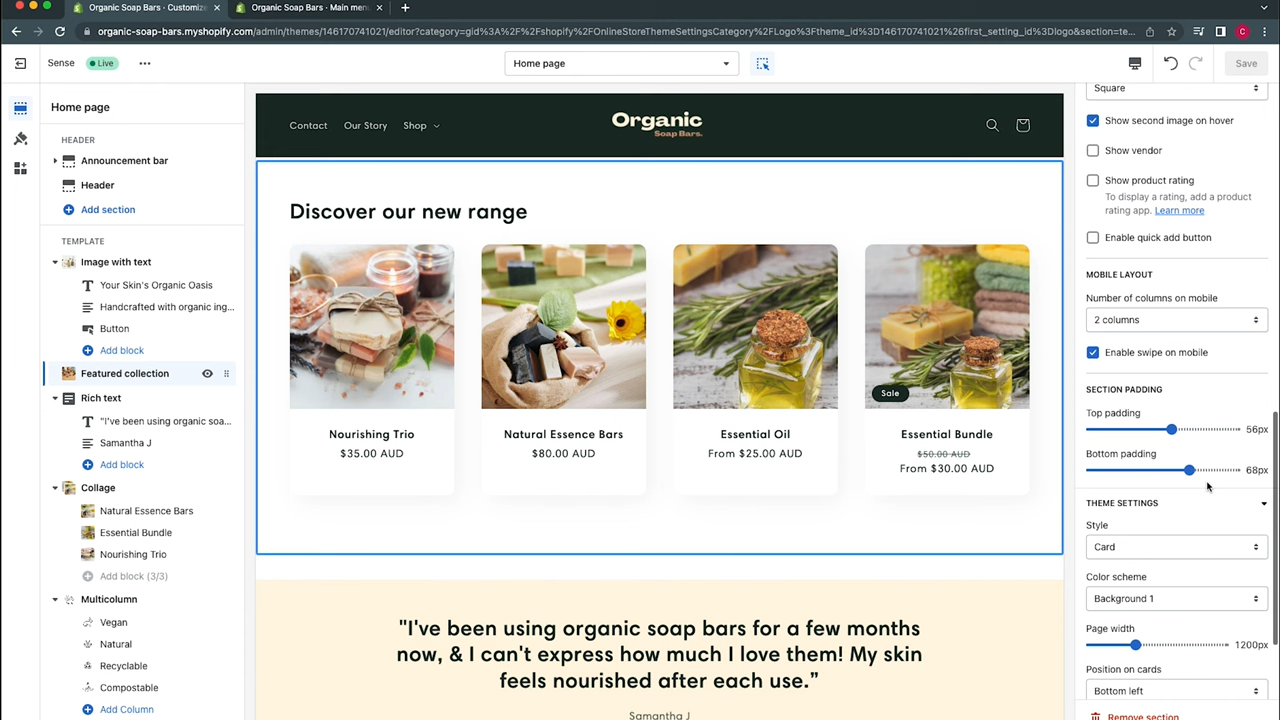 Organic Soap Bars · Customize
Organic Soap Bars · Main menu
organic-soap-bars.myshopify.com/admin/themes/146170741021/editor?category=gid%3A%2F%2Fshopify%2FOnlineStoreThemeSettingsCategory%2FLogo%3Ftheme_id%3D146170741021%26first_setting_id%3Dlogo&section=te...
C
Sense
Live
Home page
Save
Home page
HEADER
Announcement bar
Header
Add section
TEMPLATE
Image with text
Your Skin's Organic Oasis
Handcrafted with organic ing...
Button
Add block
Featured collection
Rich text
"I've been using organic soa...
Samantha J
Add block
Collage
Natural Essence Bars
Essential Bundle
Nourishing Trio
Add block (3/3)
Multicolumn
Vegan
Natural
Recyclable
Compostable
Add Column
Contact
Our Story
Shop
Organic
Soap Bars.
Discover our new range
Nourishing Trio
$35.00 AUD
Natural Essence Bars
$80.00 AUD
Essential Oil
From $25.00 AUD
Sale
Essential Bundle
$50.00 AUD
From $30.00 AUD
"I've been using organic soap bars for a few months
now, & I can't express how much I love them! My skin
feels nourished after each use.”
Samantha J
Square
Show second image on hover
Show vendor
Show product rating
To display a rating, add a product
rating app. Learn more
Enable quick add button
MOBILE LAYOUT
Number of columns on mobile
2 columns
Enable swipe on mobile
SECTION PADDING
Top padding
56px
Bottom padding
68px
THEME SETTINGS
Style
Card
Color scheme
Background 1
Page width
1200px
Position on cards
Bottom left
Remove section